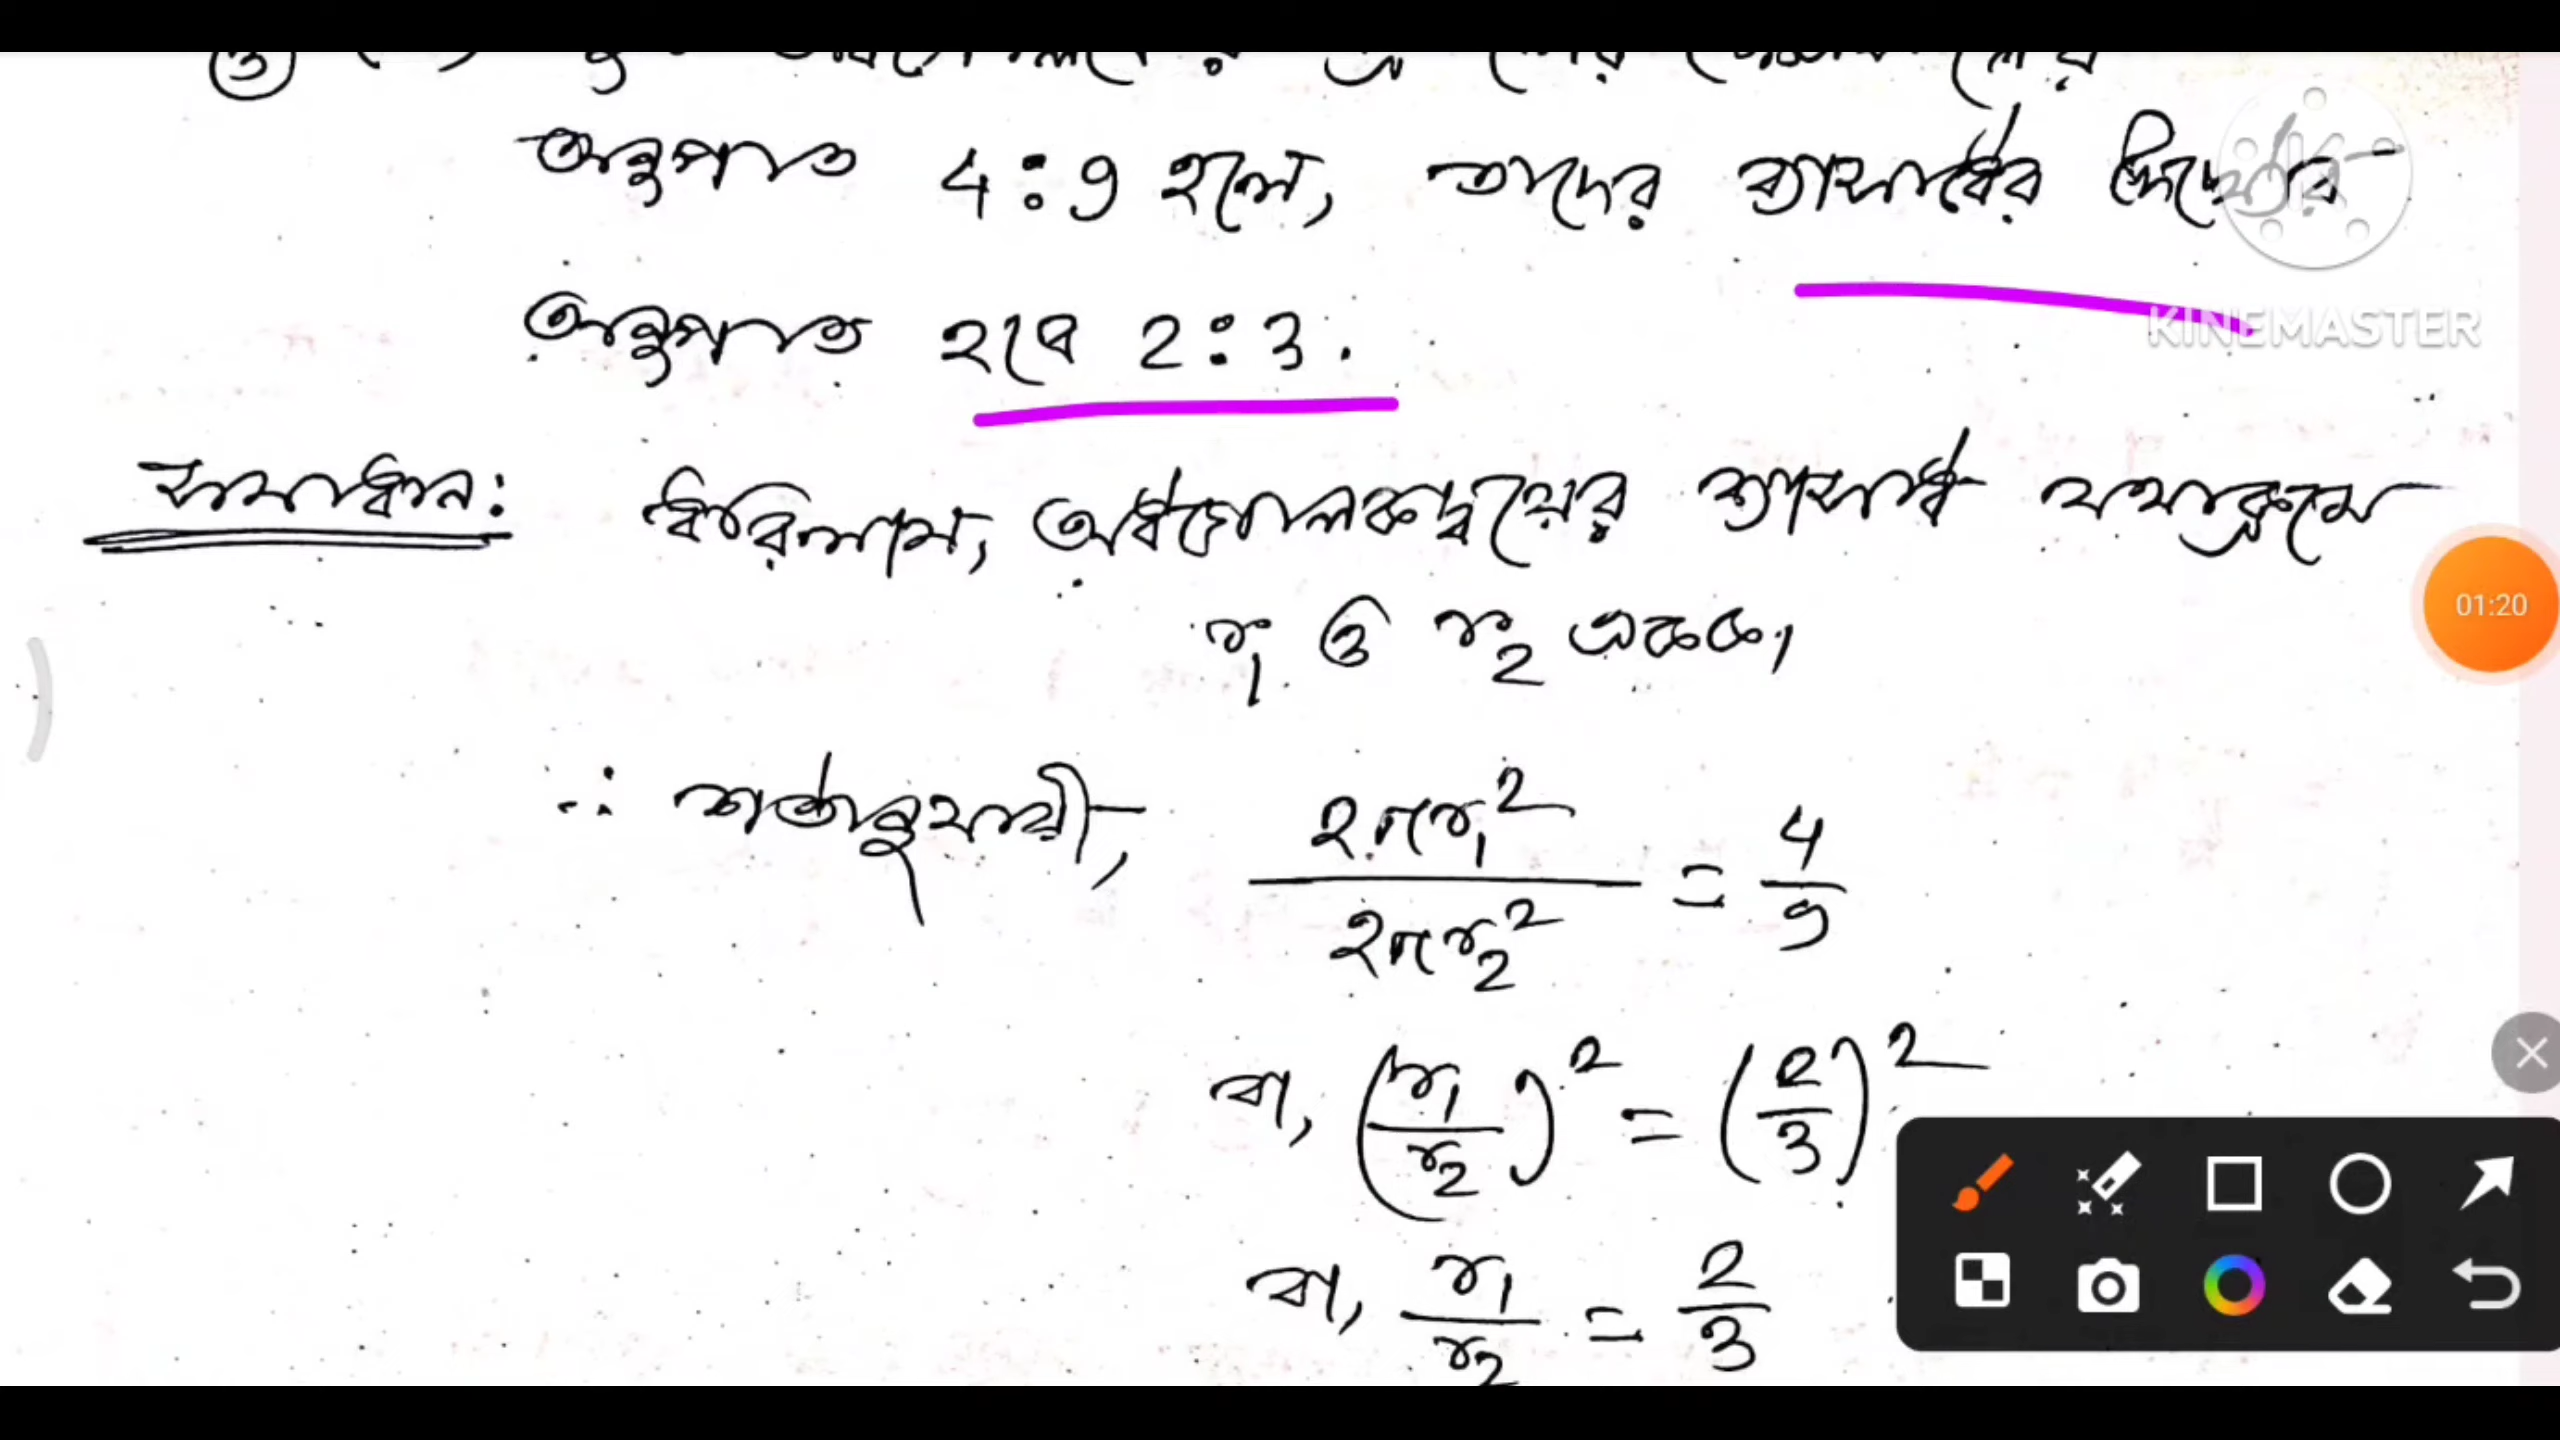 অনুপাত 4:9 হলে, তাদের ব্যাসার্ধের
অনুপাত হবে 2:3.
KINEMASTER
সমাধান: ধরিলাম, অর্ধগোলকদ্বয়ের ব্যাসার্ধ যথাক্রমে
01:20
r₁ ও r₂ একক,
∴ শর্তানুযায়ী, 2πr₁² / 2πr₂² = 4/9
বা, (r₁/r₂)² = (2/3)²
বা, r₁/r₂ = 2/3